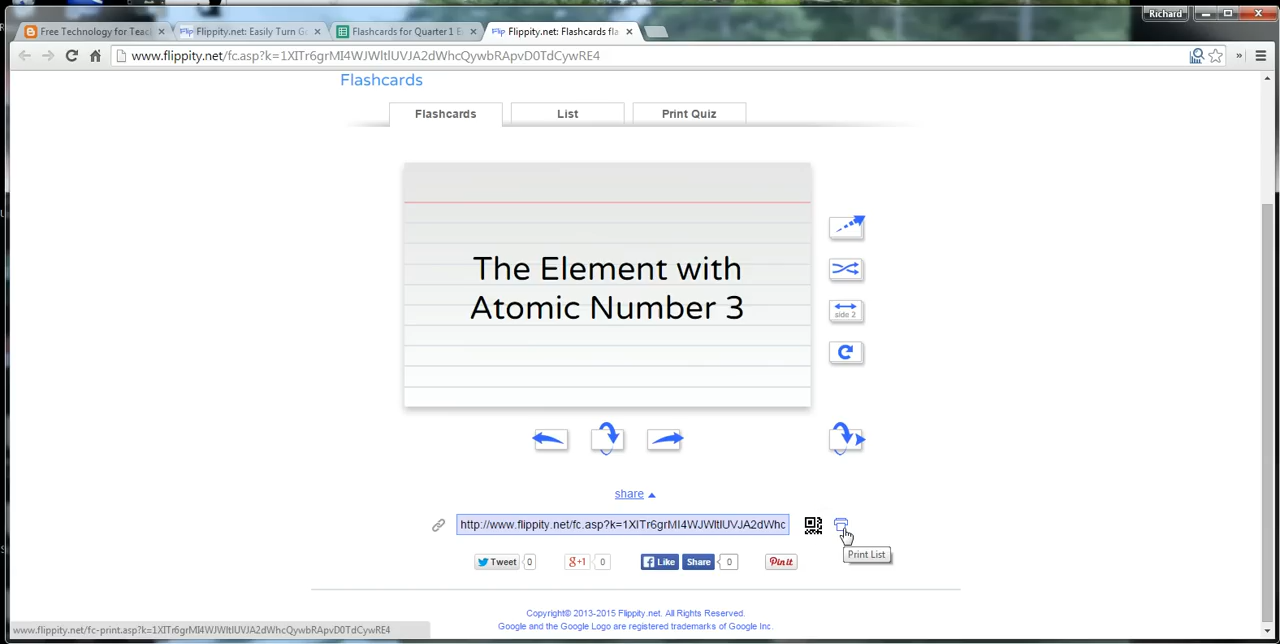 Richard
Free Technology for Teac
Flippity.net: Easily Turn G
Flashcards for Quarter 1 E
Flippity.net: Flashcards fl
www.flippity.net/fc.asp?k=1XITr6grMI4WJWltIUVJA2dWhcQywbRApvD0TdCywRE4
Flashcards
Flashcards
List
Print Quiz
The Element with
Atomic Number 3
side 2
share
http://www.flippity.net/fc.asp?k=1XITr6grMI4WJWltIUVJA2dWhc
Print List
Tweet 0
g+1 0
Like Share 0
Pin it
Copyright© 2013-2015 Flippity.net. All Rights Reserved.
Google and the Google Logo are registered trademarks of Google Inc.
www.flippity.net/fc-print.asp?k=1XITr6grMI4WJWltIUVJA2dWhcQywbRApvD0TdCywRE4